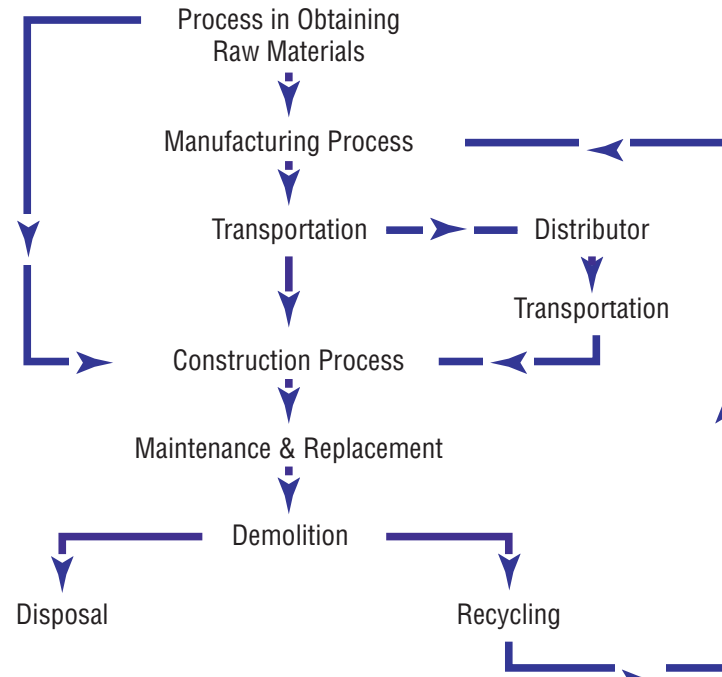 Process in Obtaining
Raw Materials
Manufacturing Process
Transportation
Distributor
Transportation
Construction Process
Maintenance & Replacement
Demolition
Disposal
Recycling